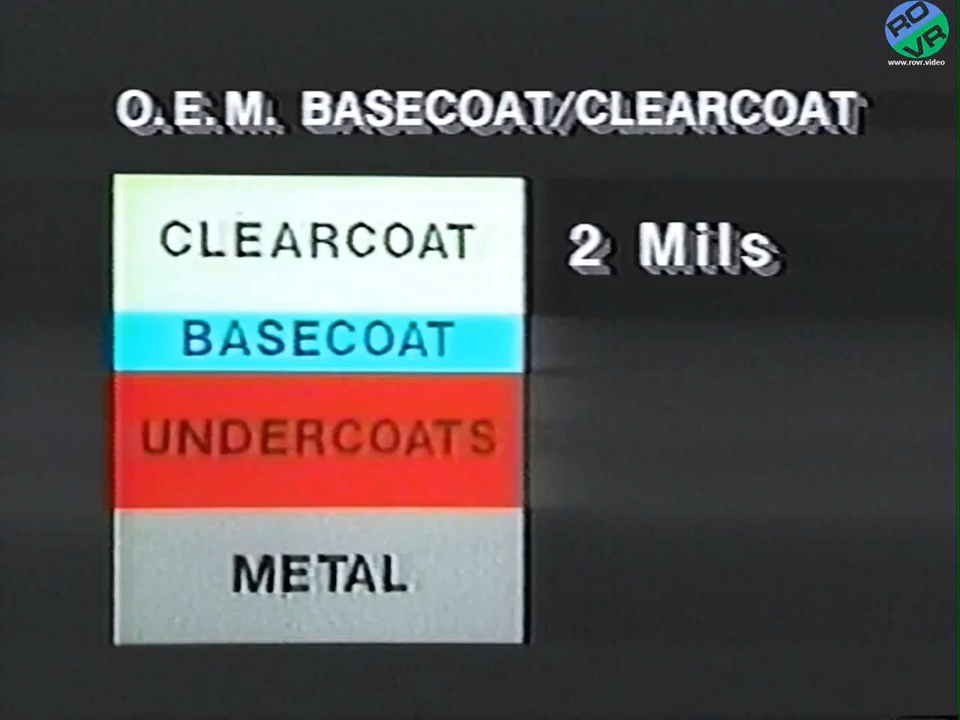 RO
VR
www.rovr.video
O.E.M. BASECOAT/CLEARCOAT
CLEARCOAT
2 Mils
BASECOAT
UNDERCOATS
METAL